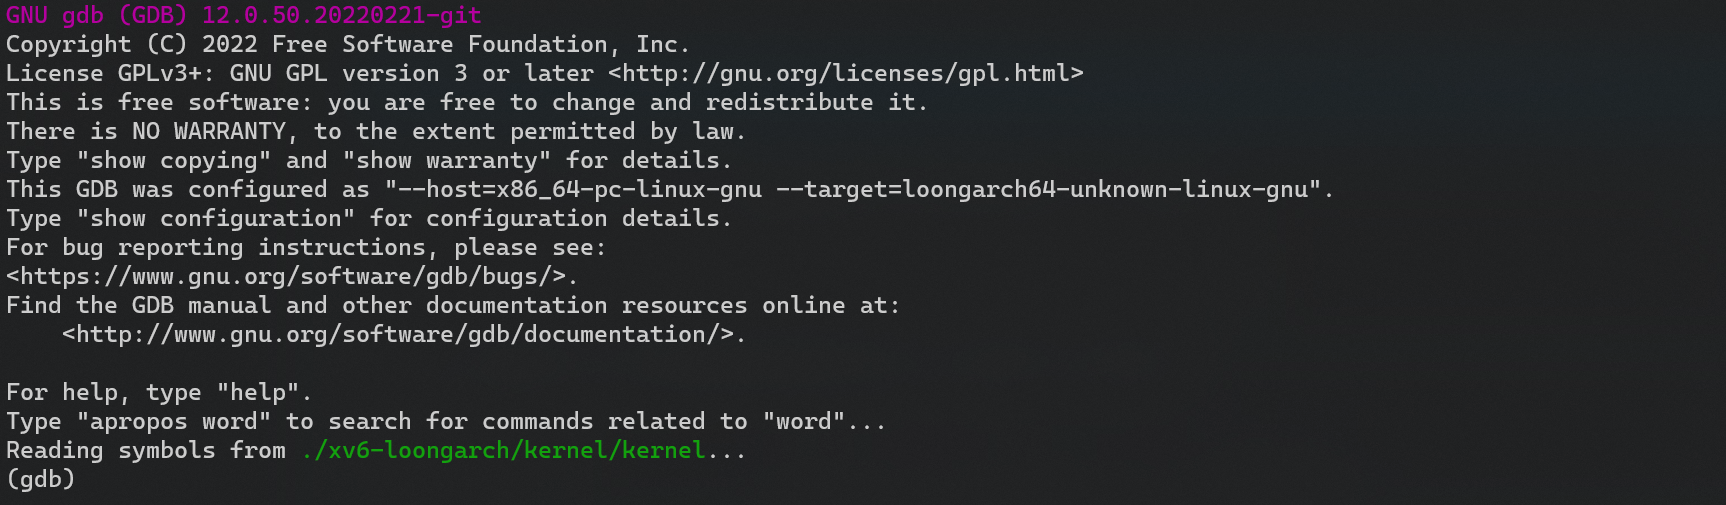 GNU gdb (GDB) 12.0.50.20220221-git
Copyright (C) 2022 Free Software Foundation, Inc.
License GPLv3+: GNU GPL version 3 or later <http://gnu.org/licenses/gpl.html>
This is free software: you are free to change and redistribute it.
There is NO WARRANTY, to the extent permitted by law.
Type "show copying" and "show warranty" for details.
This GDB was configured as "--host=x86_64-pc-linux-gnu --target=loongarch64-unknown-linux-gnu".
Type "show configuration" for configuration details.
For bug reporting instructions, please see:
<https://www.gnu.org/software/gdb/bugs/>.
Find the GDB manual and other documentation resources online at:
    <http://www.gnu.org/software/gdb/documentation/>.

For help, type "help".
Type "apropos word" to search for commands related to "word"...
Reading symbols from ./xv6-loongarch/kernel/kernel...
(gdb)